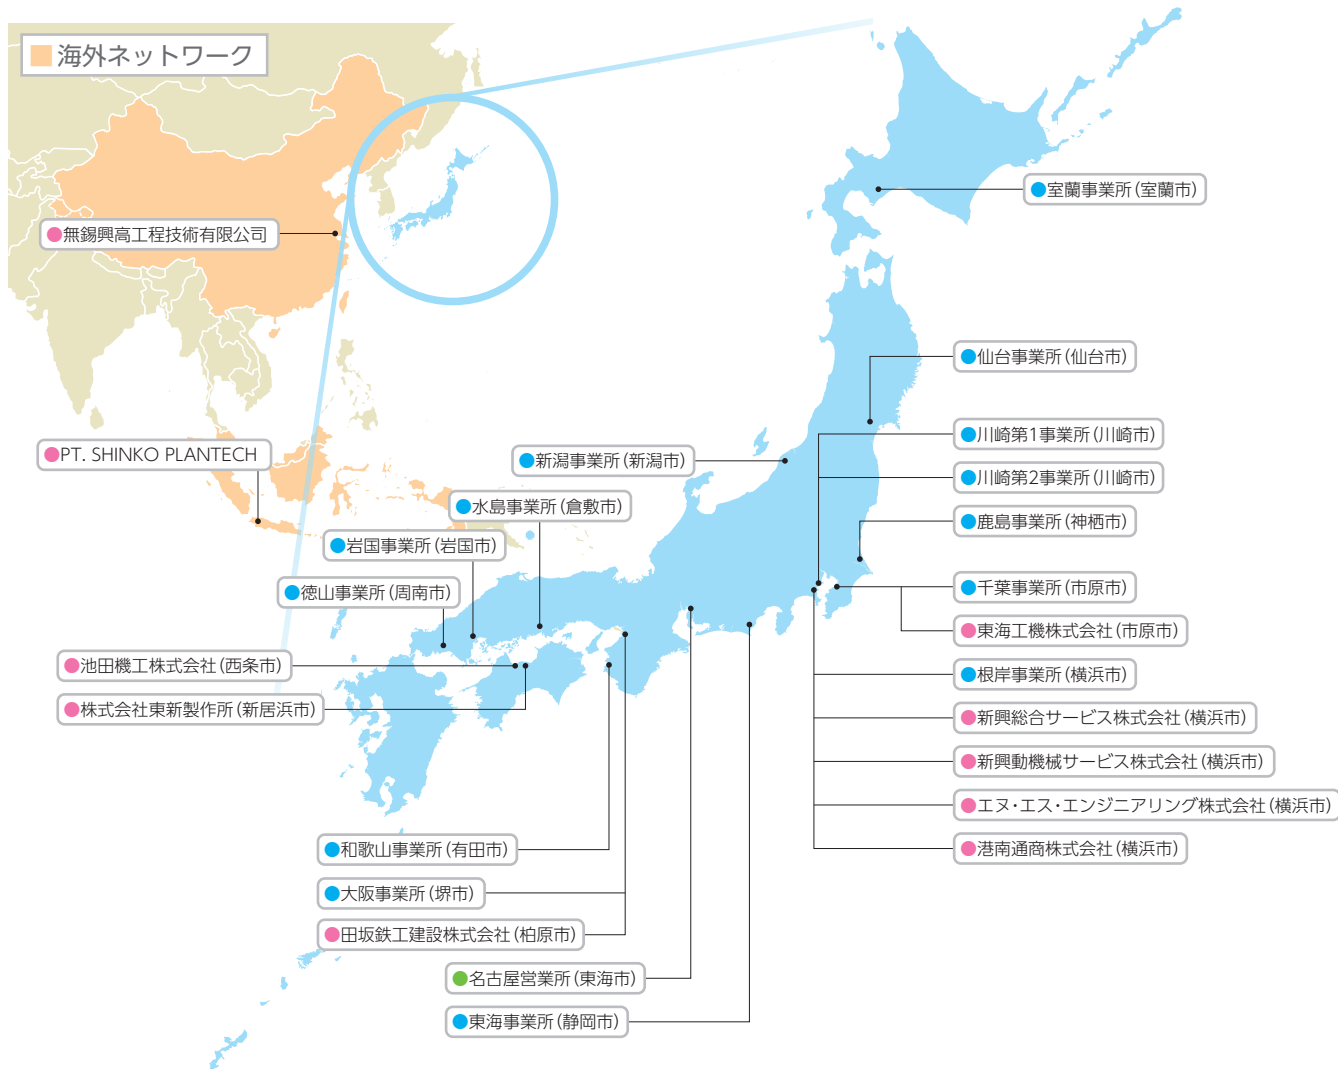 海外ネットワーク
無錫興高工程技術有限公司
PT. SHINKO PLANTECH
室蘭事業所(室蘭市)
仙台事業所(仙台市)
川崎第1事業所(川崎市)
川崎第2事業所(川崎市)
鹿島事業所(神栖市)
千葉事業所(市原市)
東海工機株式会社(市原市)
根岸事業所(横浜市)
新興総合サービス株式会社(横浜市)
新興動機械サービス株式会社(横浜市)
エヌ・エス・エンジニアリング株式会社(横浜市)
港南通商株式会社(横浜市)
新潟事業所(新潟市)
水島事業所(倉敷市)
岩国事業所(岩国市)
徳山事業所(周南市)
池田機工株式会社(西条市)
株式会社東新製作所(新居浜市)
和歌山事業所(有田市)
大阪事業所(堺市)
田坂鉄工建設株式会社(柏原市)
名古屋営業所(東海市)
東海事業所(静岡市)